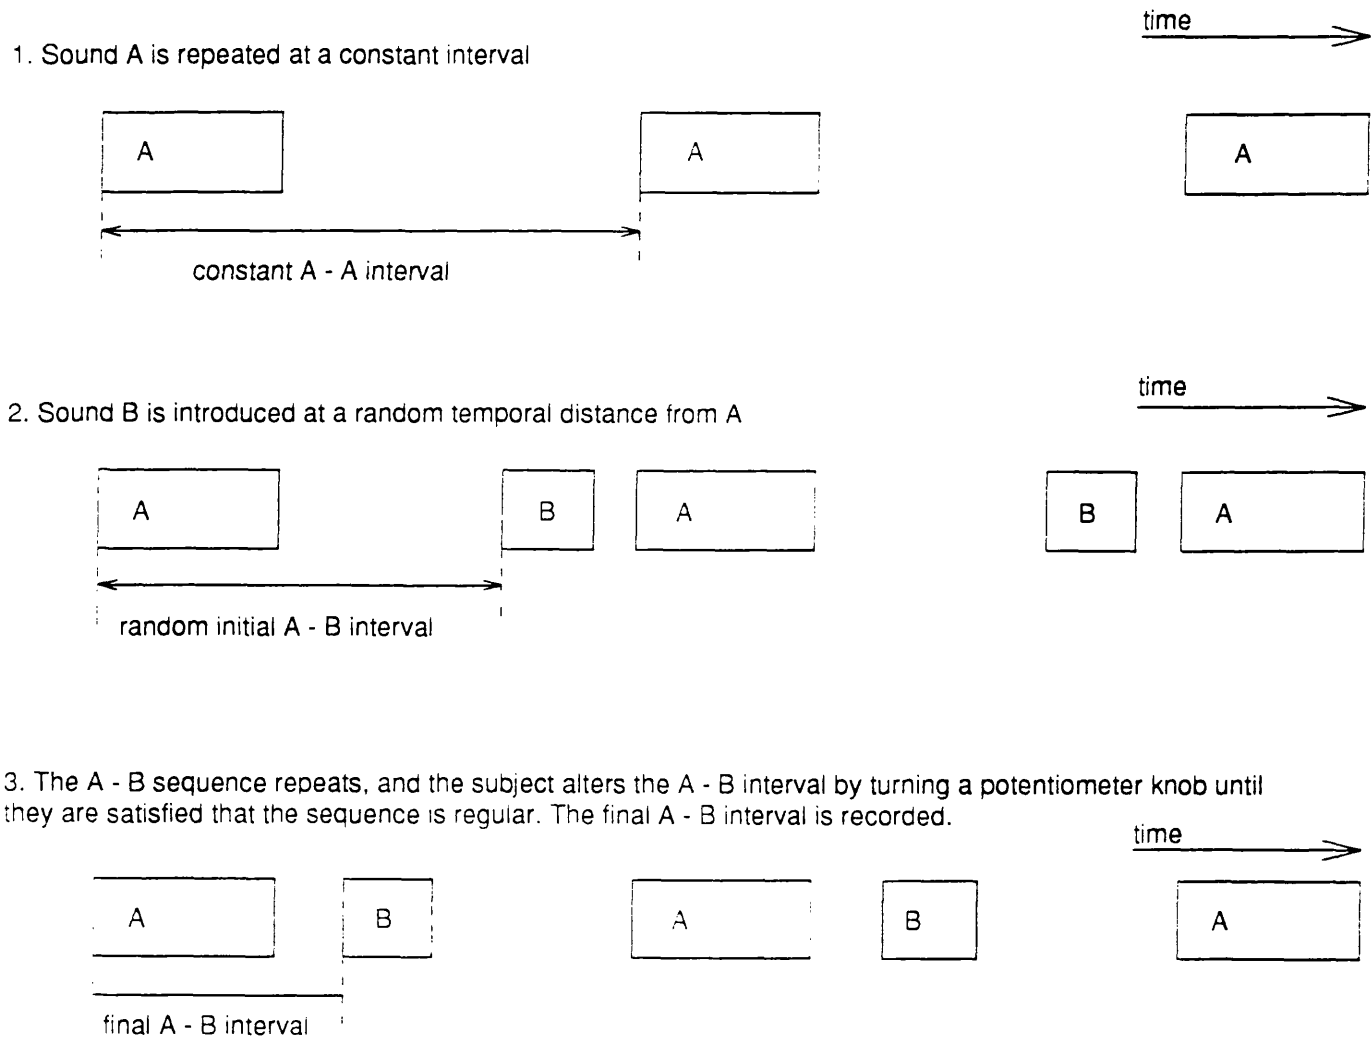 time
1. Sound A is repeated at a constant interval
A A A
constant A - A interval
time
2. Sound B is introduced at a random temporal distance from A
A B A B A
random initial A - B interval
3. The A - B sequence repeats, and the subject alters the A - B interval by turning a potentiometer knob until
they are satisfied that the sequence is regular. The final A - B interval is recorded.
time
A B A B A
final A - B interval